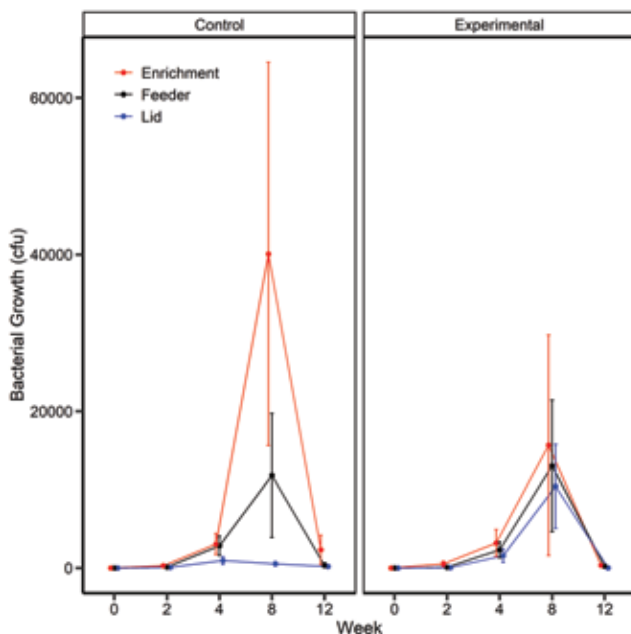 Control
Experimental
Enrichment
Feeder
Lid
60000
40000
20000
0
Bacterial Growth (cfu)
0 2 4 8 12
0 2 4 8 12
Week